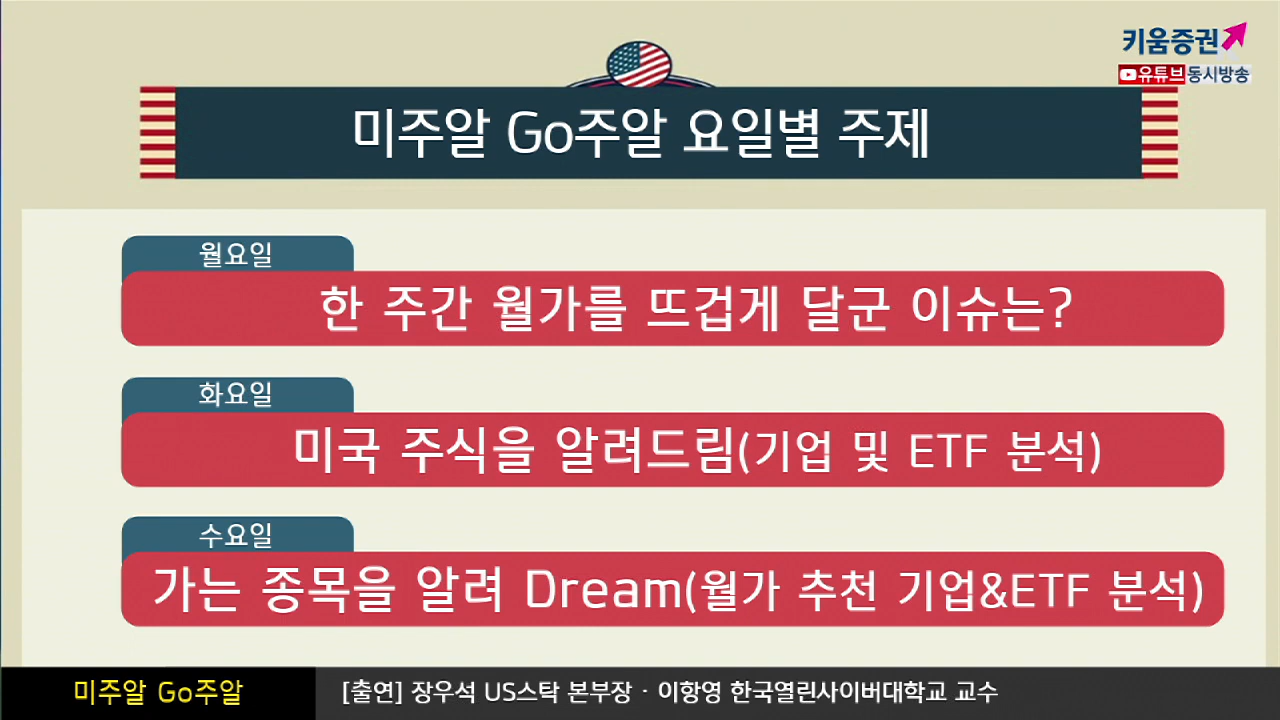 키움증권
유튜브동시방송
미주알 Go주알 요일별 주제
월요일
한 주간 월가를 뜨겁게 달군 이슈는?
화요일
미국 주식을 알려드림(기업 및 ETF 분석)
수요일
가는 종목을 알려 Dream(월가 추천 기업&ETF 분석)
미주알 Go주알
[출연] 장우석 US스탁 본부장 · 이항영 한국열린사이버대학교 교수